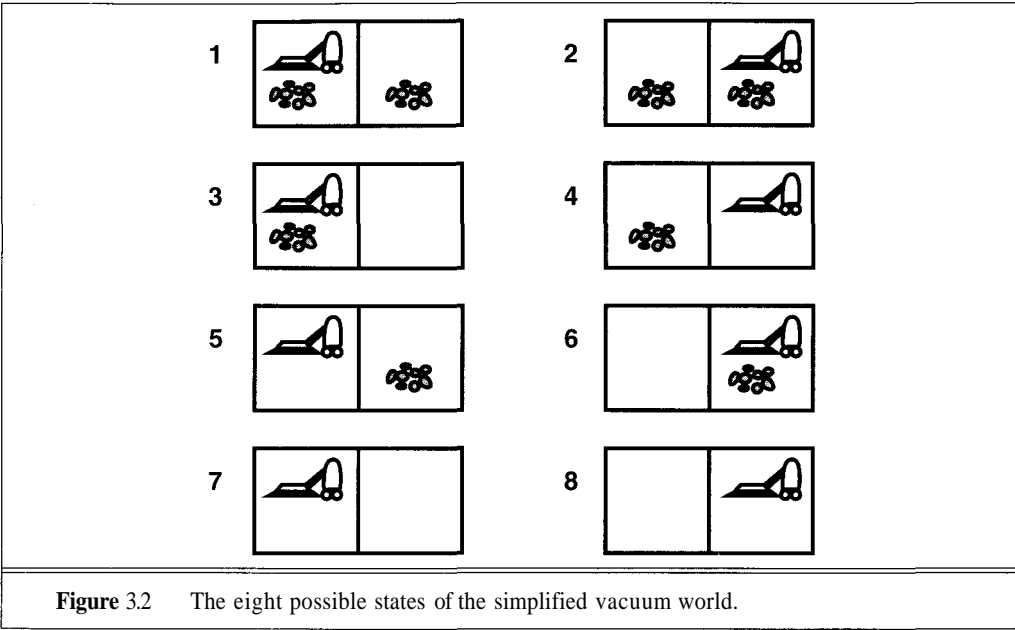 1 2
3 4
5 6
7 8
Figure 3.2 The eight possible states of the simplified vacuum world.